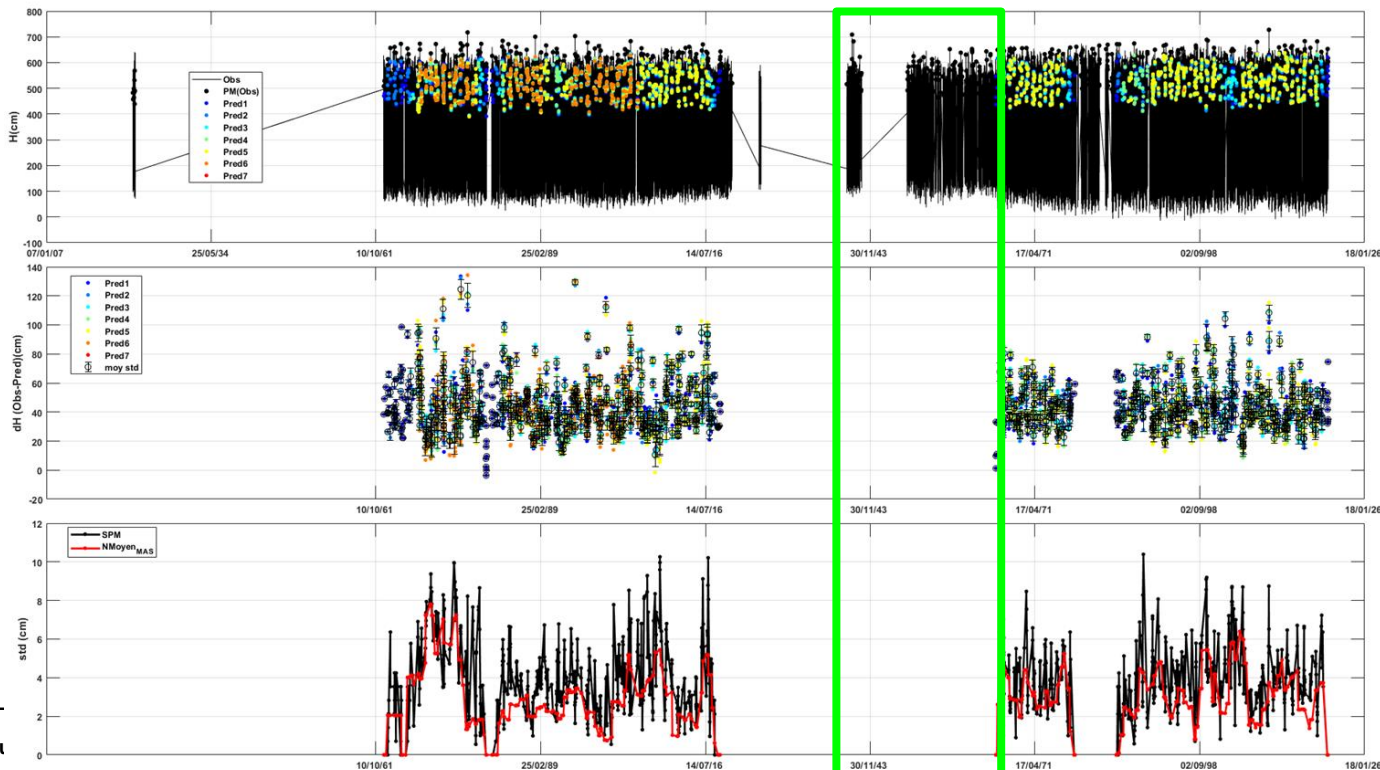 800
700
600
500
400
300
200
100
0
-100
H(cm)
Obs
PM(Obs)
Pred1
Pred2
Pred3
Pred4
Pred5
Pred6
Pred7
07/01/07 25/05/34 10/10/61 25/02/89 14/07/16 30/11/43 17/04/71 02/09/98 18/01/26
140
120
100
80
60
40
20
0
-20
dH (Obs-Pred)(cm)
Pred1
Pred2
Pred3
Pred4
Pred5
Pred6
Pred7
moy std
10/10/61 25/02/89 14/07/16 30/11/43 17/04/71 02/09/98 18/01/26
12
10
8
6
4
2
0
std (cm)
SPM
NMoyen MAS
10/10/61 25/02/89 14/07/16 30/11/43 17/04/71 02/09/98 18/01/26